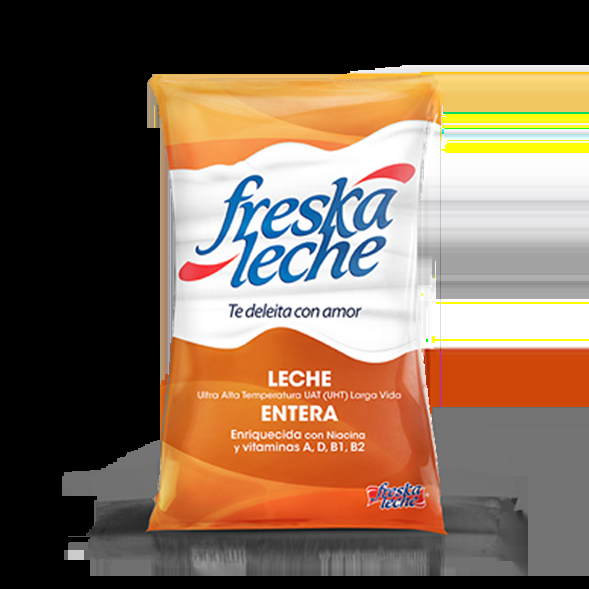 freska
leche
Te deleita con amor
LECHE
Ultra Alta Temperatura UAT (UHT) Larga Vida
ENTERA
Enriquecida con Niacina
y vitaminas A, D, B1, B2
freska
leche